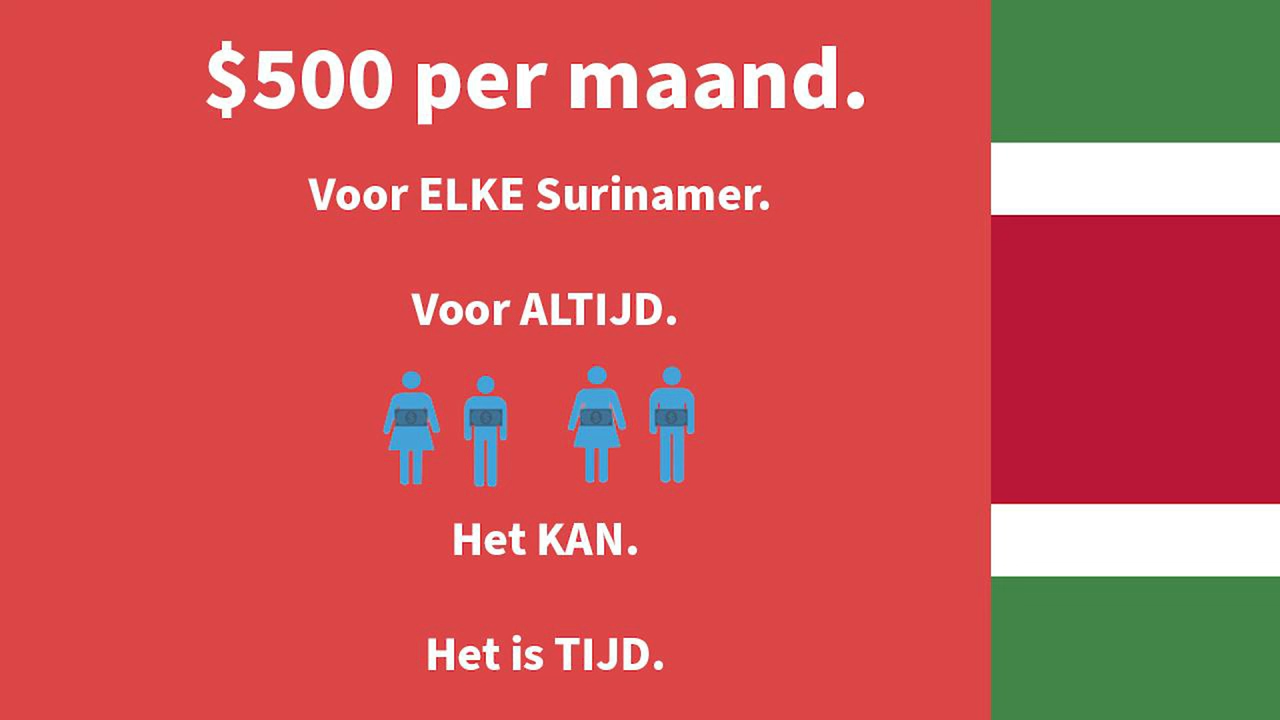 $500 per maand.
Voor ELKE Surinamer.
Voor ALTIJD.
Het KAN.
Het is TIJD.